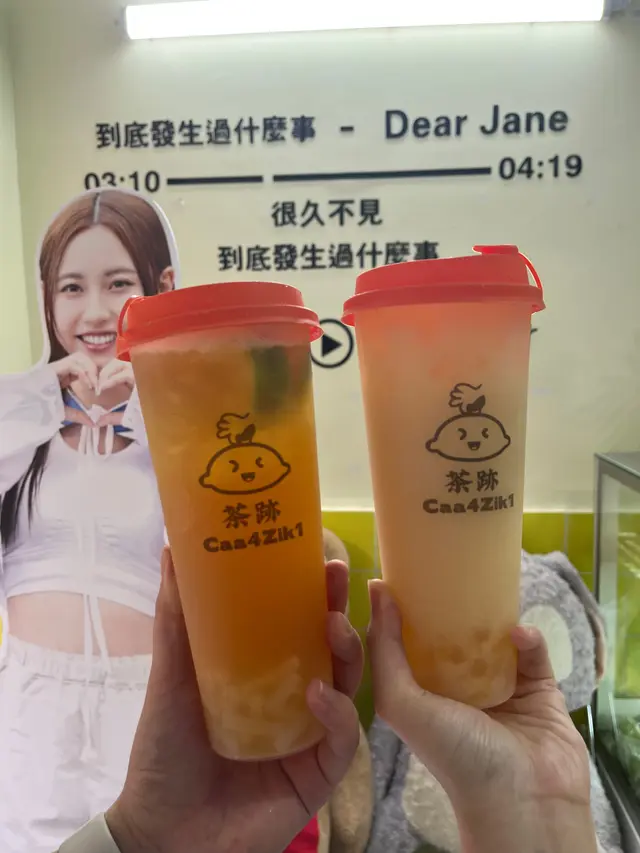 到底發生過什麼事 - Dear Jane
03:10
04:19
很久不見
到底發生過什麼事
茶跡
Caa4Zik1
茶跡
Caa4Zik1